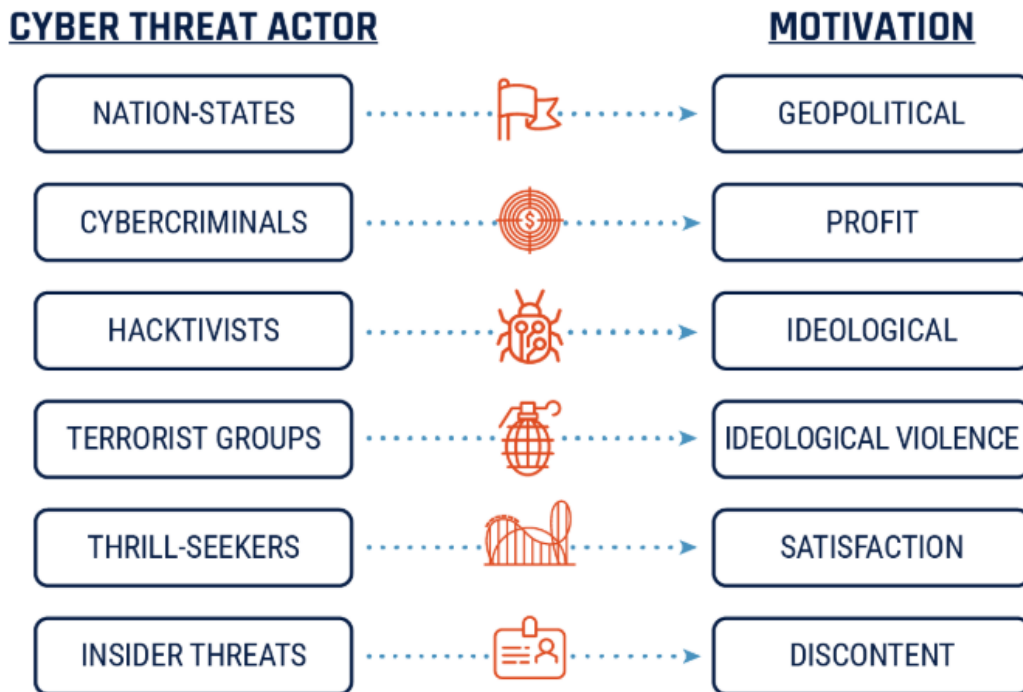 CYBER THREAT ACTOR
MOTIVATION
NATION-STATES
GEOPOLITICAL
CYBERCRIMINALS
$
PROFIT
HACKTIVISTS
IDEOLOGICAL
TERRORIST GROUPS
IDEOLOGICAL VIOLENCE
THRILL-SEEKERS
SATISFACTION
INSIDER THREATS
DISCONTENT